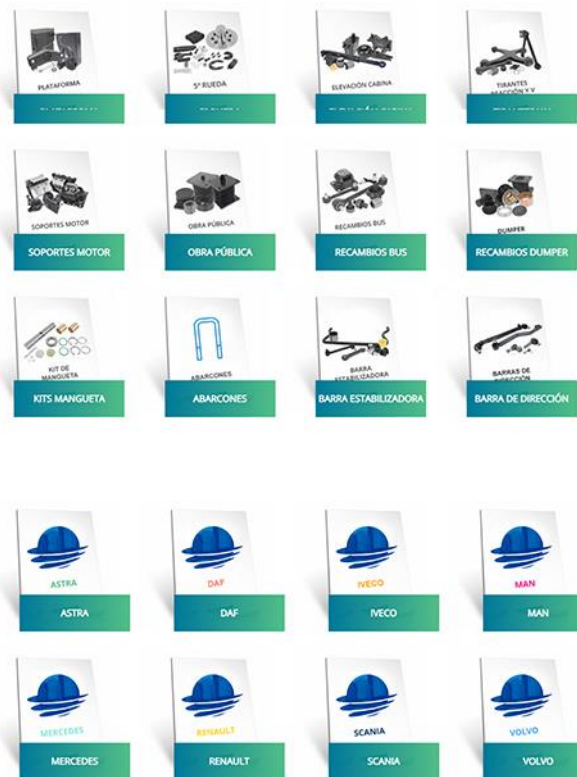 PLATAFORMA
5ª RUEDA
ELEVACIÓN CABINA
TIRANTES
REACCIÓN Y V
SOPORTES MOTOR
OBRA PÚBLICA
RECAMBIOS BUS
DUMPER
SOPORTES MOTOR
OBRA PÚBLICA
RECAMBIOS BUS
RECAMBIOS DUMPER
KIT DE
MANGUETA
ABARCONES
BARRA
ESTABILIZADORA
BARRAS DE
DIRECCIÓN
KITS MANGUETA
ABARCONES
BARRA ESTABILIZADORA
BARRA DE DIRECCIÓN
ASTRA
DAF
IVECO
MAN
ASTRA
DAF
IVECO
MAN
MERCEDES
RENAULT
SCANIA
VOLVO
MERCEDES
RENAULT
SCANIA
VOLVO